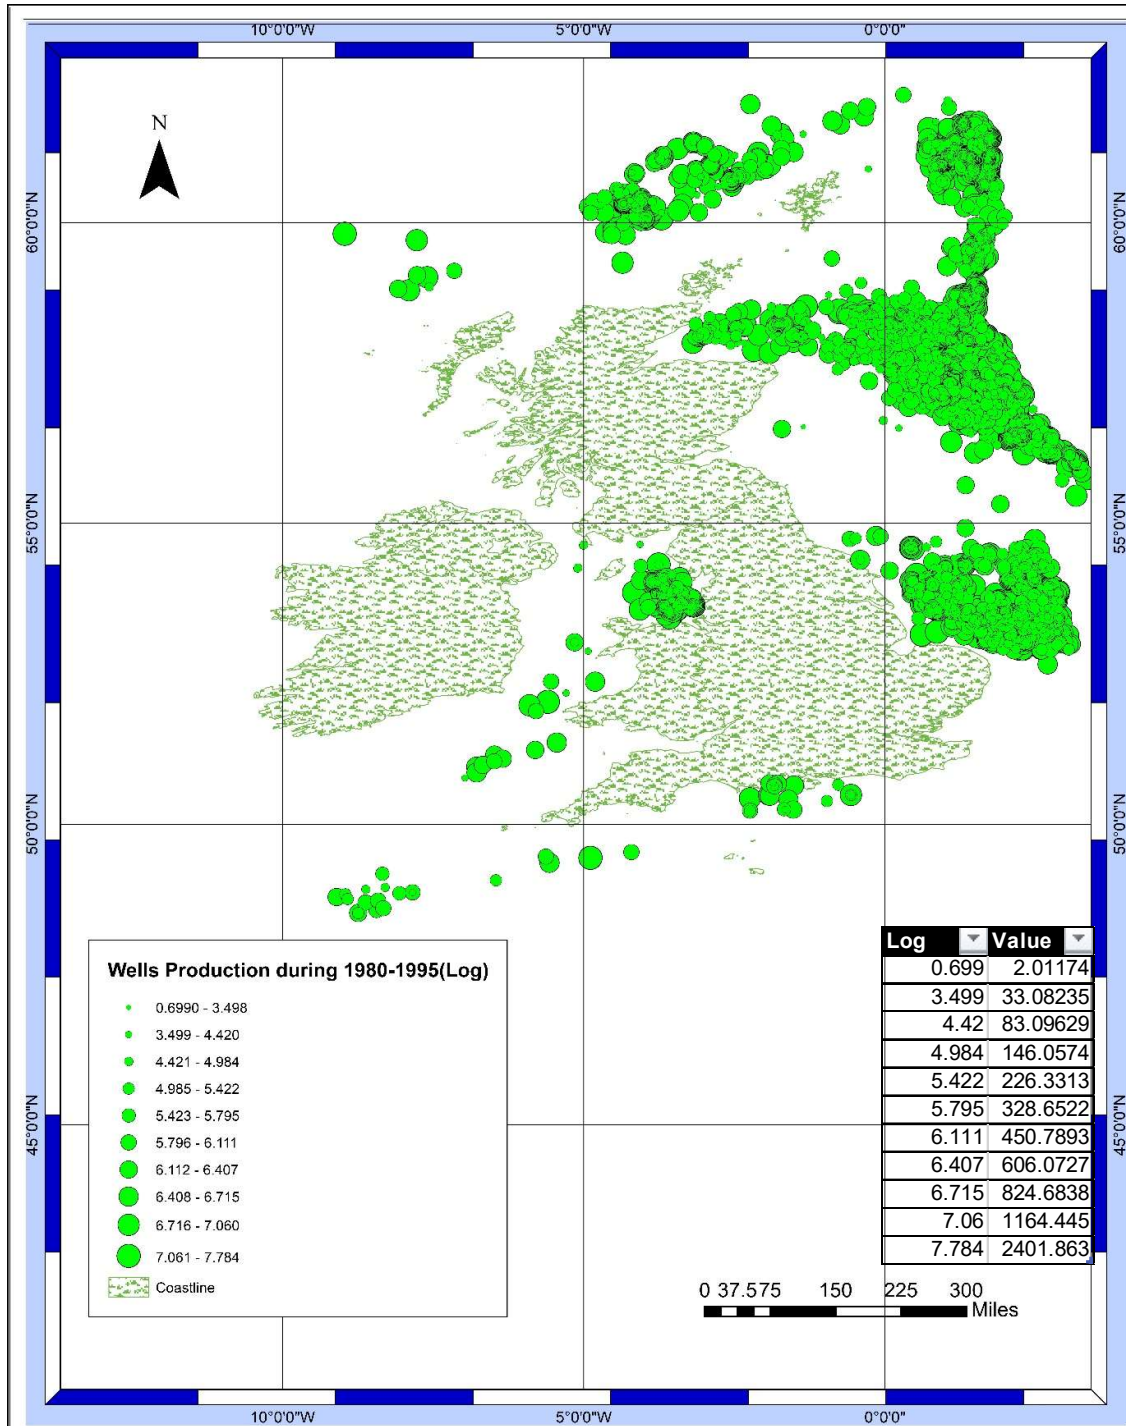 10°0'0"W 5°0'0"W 0°0'0"
N
60°0'0"N 60°0'0"N
55°0'0"N 55°0'0"N
50°0'0"N 50°0'0"N
45°0'0"N 45°0'0"N
Wells Production during 1980-1995(Log)
0.6990 - 3.498
3.499 - 4.420
4.421 - 4.984
4.985 - 5.422
5.423 - 5.795
5.796 - 6.111
6.112 - 6.407
6.408 - 6.715
6.716 - 7.060
7.061 - 7.784
Coastline
Log Value
0.699 2.01174
3.499 33.08235
4.42 83.09629
4.984 146.0574
5.422 226.3313
5.795 328.6522
6.111 450.7893
6.407 606.0727
6.715 824.6838
7.06 1164.445
7.784 2401.863
0 37.575 150 225 300
Miles
10°0'0"W 5°0'0"W 0°0'0"